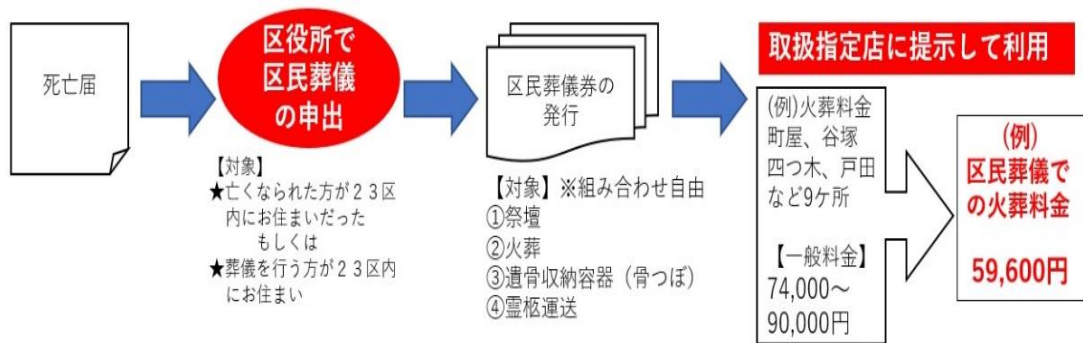 死亡届
区役所で
区民葬儀
の申出
【対象】
★亡くなられた方が２３区
内にお住まいだった
もしくは
★葬儀を行う方が２３区内
にお住まい
区民葬儀券の
発行
【対象】※組み合わせ自由
①祭壇
②火葬
③遺骨収納容器（骨つぼ）
④霊柩運送
取扱指定店に提示して利用
(例)火葬料金
町屋、谷塚
四つ木、戸田
など9ケ所
【一般料金】
74,000～
90,000円
(例)
区民葬儀で
の火葬料金
59,600円